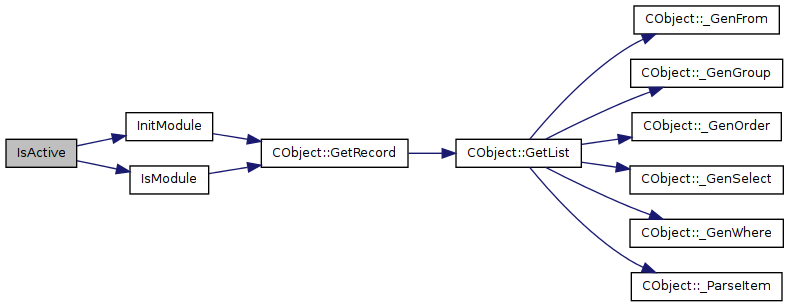 IsActive
InitModule
IsModule
CObject::GetRecord
CObject::GetList
CObject::_GenFrom
CObject::_GenGroup
CObject::_GenOrder
CObject::_GenSelect
CObject::_GenWhere
CObject::_ParseItem